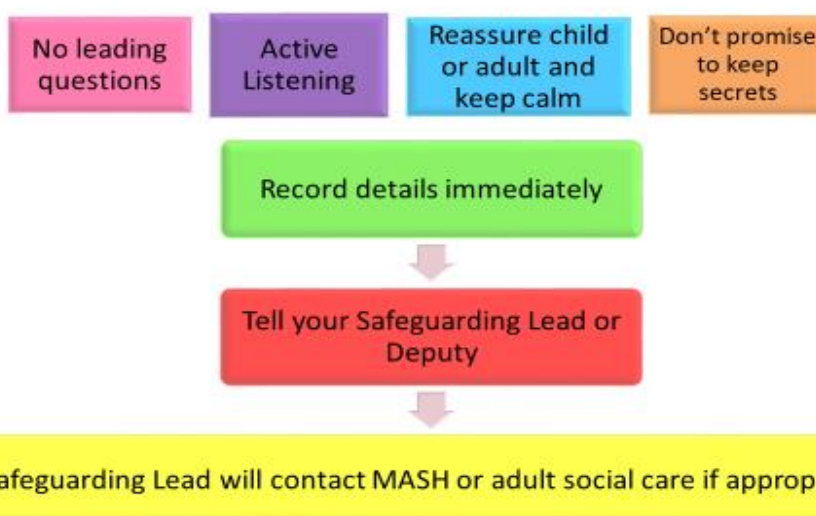 No leading
questions
Active
Listening
Reassure child
or adult and
keep calm
Don't promise
to keep
secrets
Record details immediately
Tell your Safeguarding Lead or
Deputy
afeguarding Lead will contact MASH or adult social care if approp